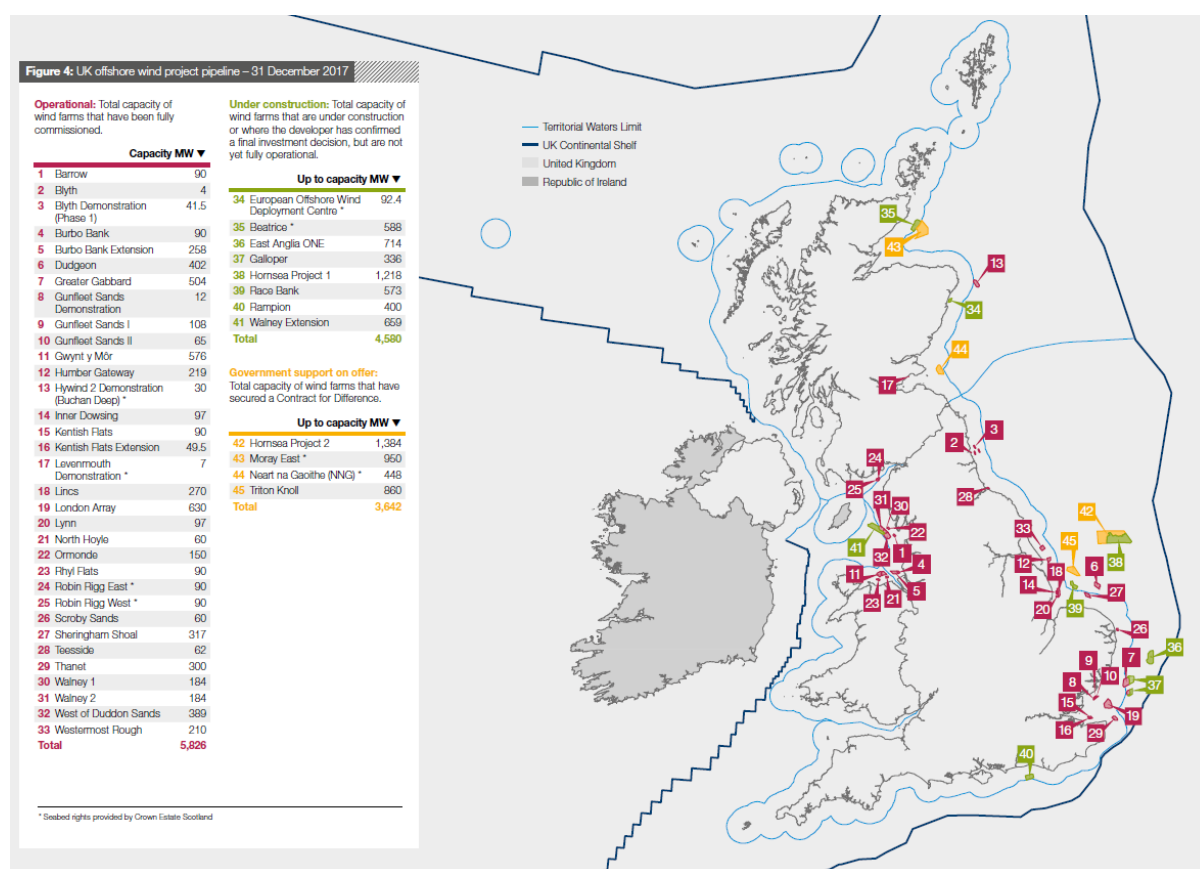 Figure 4: UK offshore wind project pipeline – 31 December 2017
Operational: Total capacity of
wind farms that have been fully
commissioned.
Capacity MW ▼
1 Barrow 90
2 Blyth 4
3 Blyth Demonstration 41.5
(Phase 1)
4 Burbo Bank 90
5 Burbo Bank Extension 258
6 Dudgeon 402
7 Greater Gabbard 504
8 Gunfleet Sands 12
Demonstration
9 Gunfleet Sands I 108
10 Gunfleet Sands II 65
11 Gwynt y Môr 576
12 Humber Gateway 219
13 Hywind 2 Demonstration 30
(Buchan Deep) *
14 Inner Dowsing 97
15 Kentish Flats 90
16 Kentish Flats Extension 49.5
17 Levenmouth 7
Demonstration *
18 Lincs 270
19 London Array 630
20 Lynn 97
21 North Hoyle 60
22 Ormonde 150
23 Rhyl Flats 90
24 Robin Rigg East * 90
25 Robin Rigg West * 90
26 Scroby Sands 60
27 Sheringham Shoal 317
28 Teesside 62
29 Thanet 300
30 Walney 1 184
31 Walney 2 184
32 West of Duddon Sands 389
33 Westermost Rough 210
Total 5,826
Under construction: Total capacity of
wind farms that are under construction
or where the developer has confirmed
a final investment decision, but are not
yet fully operational.
Up to capacity MW ▼
34 European Offshore Wind 92.4
Deployment Centre *
35 Beatrice * 588
36 East Anglia ONE 714
37 Galloper 336
38 Hornsea Project 1 1,218
39 Race Bank 573
40 Rampion 400
41 Walney Extension 659
Total 4,580
Government support on offer:
Total capacity of wind farms that have
secured a Contract for Difference.
Up to capacity MW ▼
42 Hornsea Project 2 1,384
43 Moray East * 950
44 Neart na Gaoithe (NNG) * 448
45 Triton Knoll 860
Total 3,642
* Seabed rights provided by Crown Estate Scotland
Territorial Waters Limit
UK Continental Shelf
United Kingdom
Republic of Ireland
35
43
13
34
44
17
3
2
24
25
28
31
30
22
41
32
1
4
11
23
21
5
33
42
45
12
18
6
38
14
20
39
27
26
36
7
9
10
8
37
15
19
16
29
40